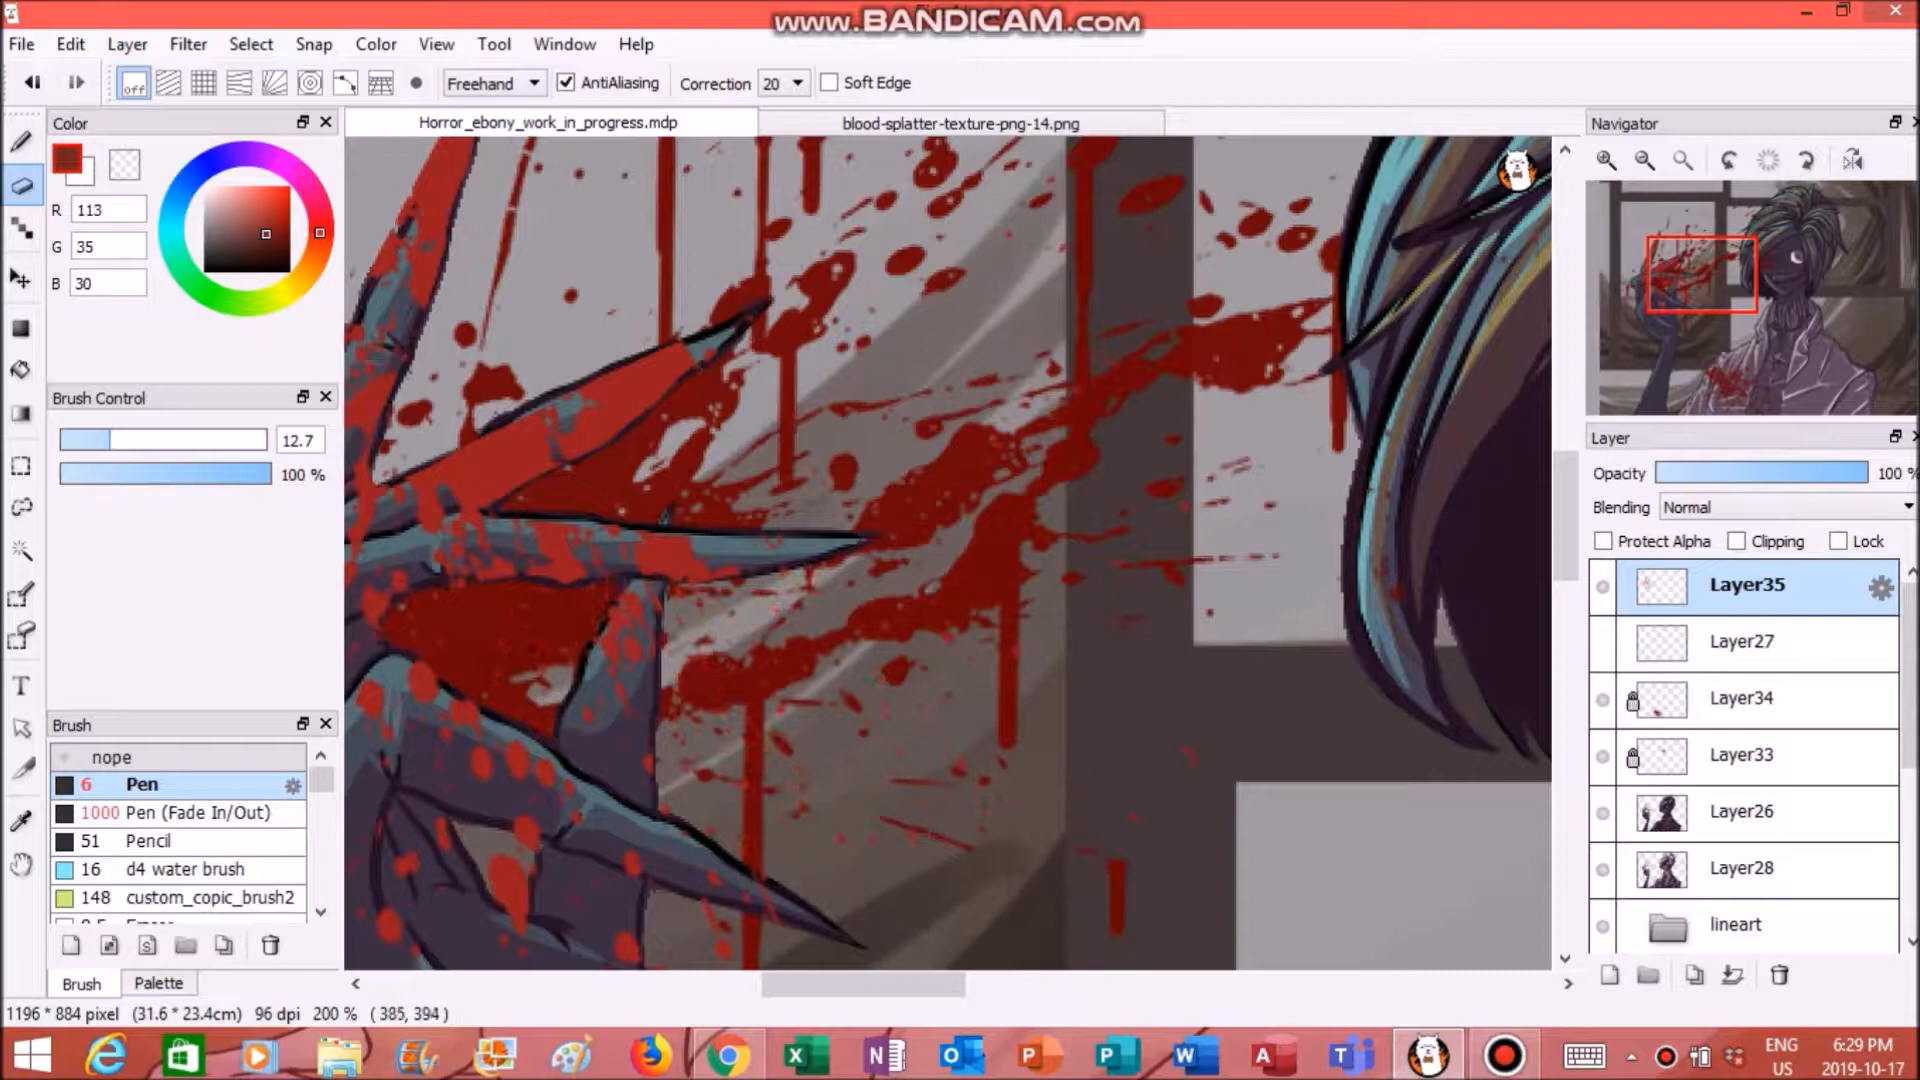 www.BANDICAM.com
File Edit Layer Filter Select Snap Color View Tool Window Help
off Freehand AntiAliasing Correction 20 Soft Edge
Color
Horror_ebony_work_in_progress.mdp
blood-splatter-texture-png-14.png
Navigator
R 113
G 35
B 30
Brush Control
12.7
100 %
Layer
Opacity 100 %
Blending Normal
Protect Alpha Clipping Lock
Layer35
Layer27
Layer34
Layer33
Layer26
Layer28
lineart
Brush
nope
6 Pen
1000 Pen (Fade In/Out)
51 Pencil
16 d4 water brush
148 custom_copic_brush2
Brush Palette
1196 * 884 pixel (31.6 * 23.4cm) 96 dpi 200 % ( 385, 394 )
ENG
US
6:29 PM
2019-10-17